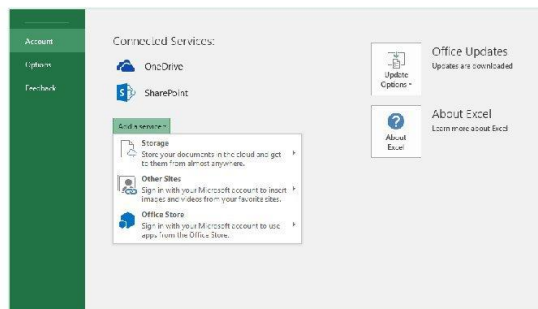 Account
Options
Feedback
Connected Services:
OneDrive
SharePoint
Add a service
Storage
Store your documents in the cloud and get
to them from almost anywhere.
Other Sites
Sign in with your Microsoft account to insert
images and videos from your favorite sites.
Office Store
Sign in with your Microsoft account to use
apps from the Office Store.
Update
Options
Office Updates
Updates are downloaded
About
Excel
About Excel
Learn more about Excel